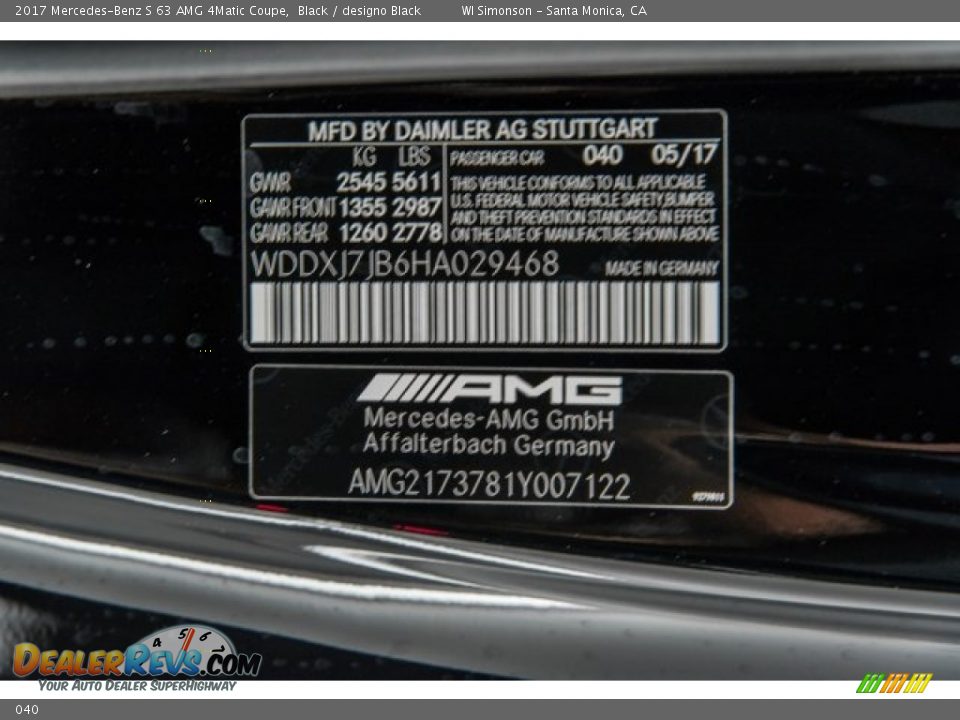 2017 Mercedes-Benz S 63 AMG 4Matic Coupe, Black / designo Black WI Simonson - Santa Monica, CA
MFD BY DAIMLER AG STUTTGART
KG LBS
GVWR 2545 5611
GAWR FRONT 1355 2987
GAWR REAR 1260 2778
PASSENGER CAR 040 05/17
THIS VEHICLE CONFORMS TO ALL APPLICABLE
U.S. FEDERAL MOTOR VEHICLE SAFETY, BUMPER
AND THEFT PREVENTION STANDARDS IN EFFECT
ON THE DATE OF MANUFACTURE SHOWN ABOVE
WDDXJ7JB6HA029468 MADE IN GERMANY
AMG
Mercedes-AMG GmbH
Affalterbach Germany
AMG2173781Y007122
4 5 6
DealerRevs.com
Your Auto Dealer SuperHighway
040